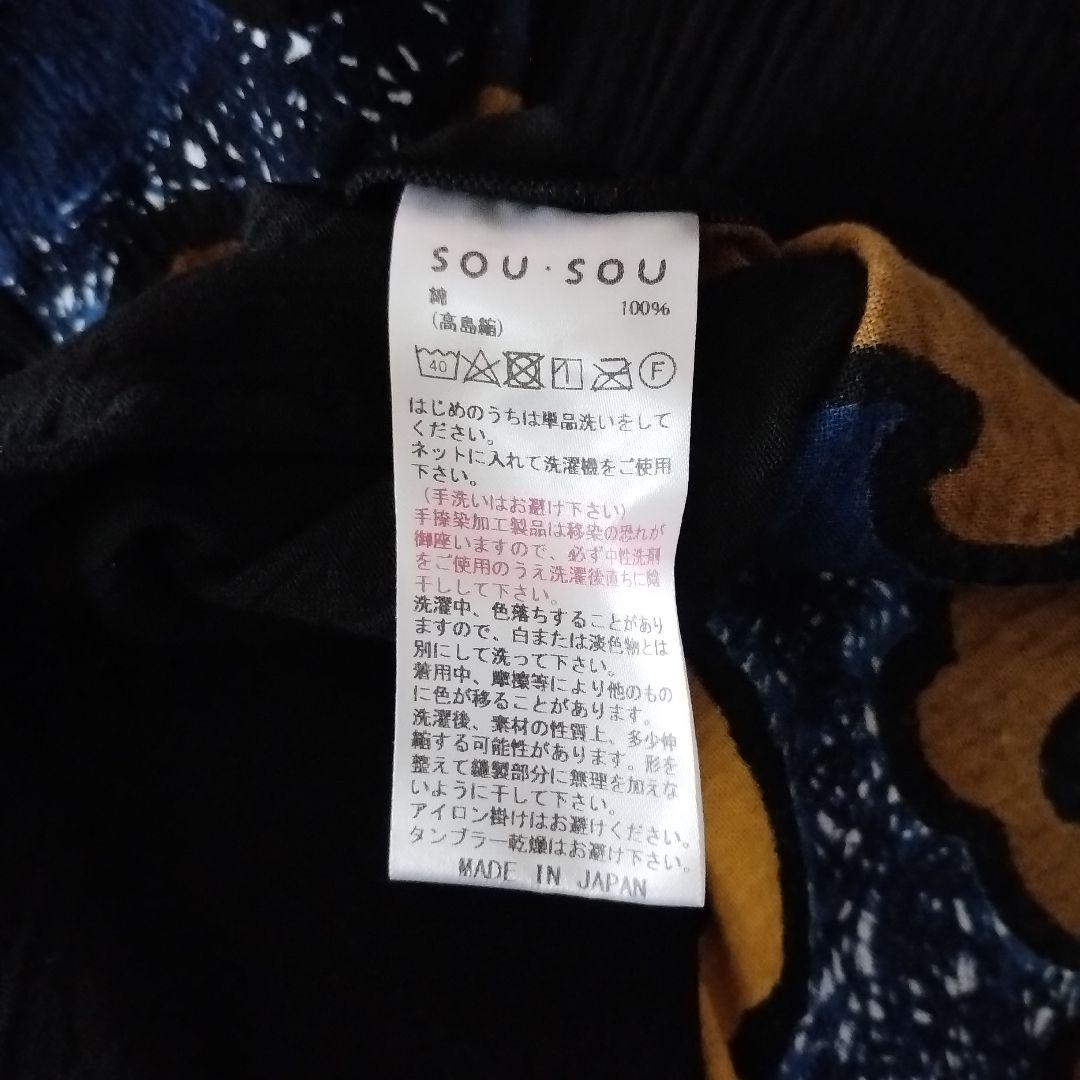 SOU・SOU
綿 100%
(高島縮)
40 F
はじめのうちは単品洗いをして
ください。
ネットに入れて洗濯機をご使用
下さい。
(手洗いはお避け下さい)
手捺染加工製品は移染の恐れが
御座いますので、必ず中性洗剤
をご使用のうえ洗濯後直ちに陰
干しして下さい。
洗濯中、色落ちすることがあり
ますので、白または淡色物とは
別にして洗って下さい。
着用中、摩擦等により他のもの
に色が移ることがあります。
洗濯後、素材の性質上、多少伸
縮する可能性があります。形を
整えて縫製部分に無理を加えな
いように干して下さい。
アイロン掛けはお避けください。
タンブラー乾燥はお避け下さい。
MADE IN JAPAN